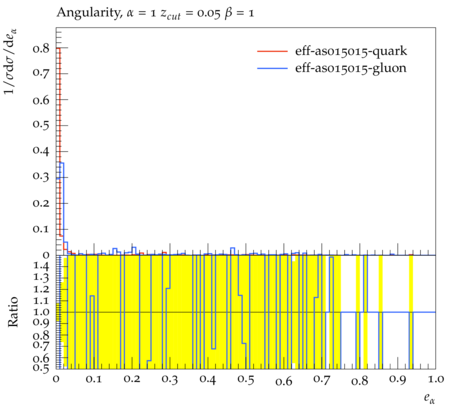 Angularity, α = 1 z_cut = 0.05 β = 1
1/σdσ/de_α
eff-as015015-quark
eff-as015015-gluon
0.8
0.7
0.6
0.5
0.4
0.3
0.2
0.1
0
Ratio
1.4
1.3
1.2
1.1
1.0
0.9
0.8
0.7
0.6
0.5
0 0.1 0.2 0.3 0.4 0.5 0.6 0.7 0.8 0.9 1.0
e_α